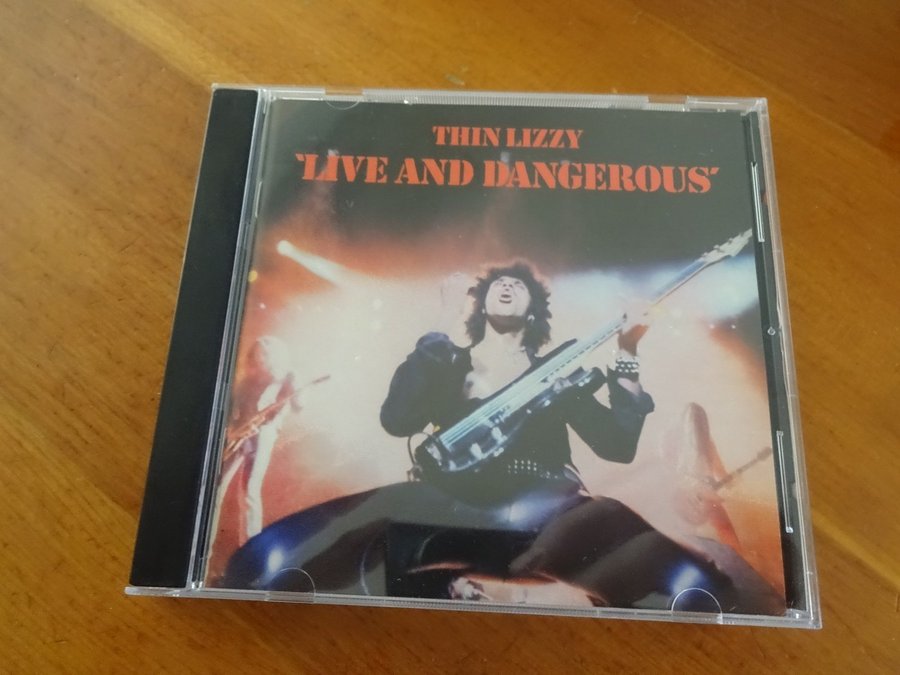 THIN LIZZY
'LIVE AND DANGEROUS'